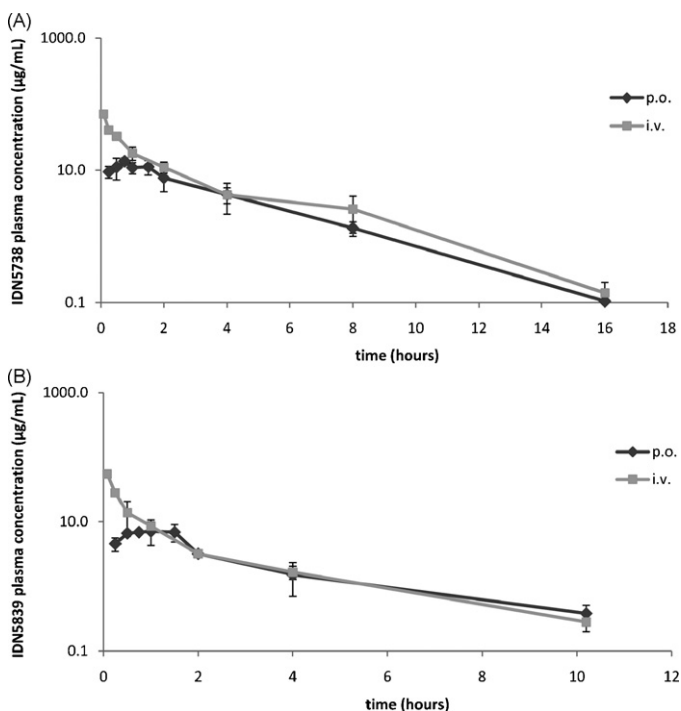 (A)
1000.0
10.0
0.1
IDN5738 plasma concentration (µg/mL)
p.o.
i.v.
0 2 4 6 8 10 12 14 16 18
time (hours)
(B)
1000.0
10.0
0.1
IDN5839 plasma concentration (µg/mL)
p.o.
i.v.
0 2 4 6 8 10 12
time (hours)